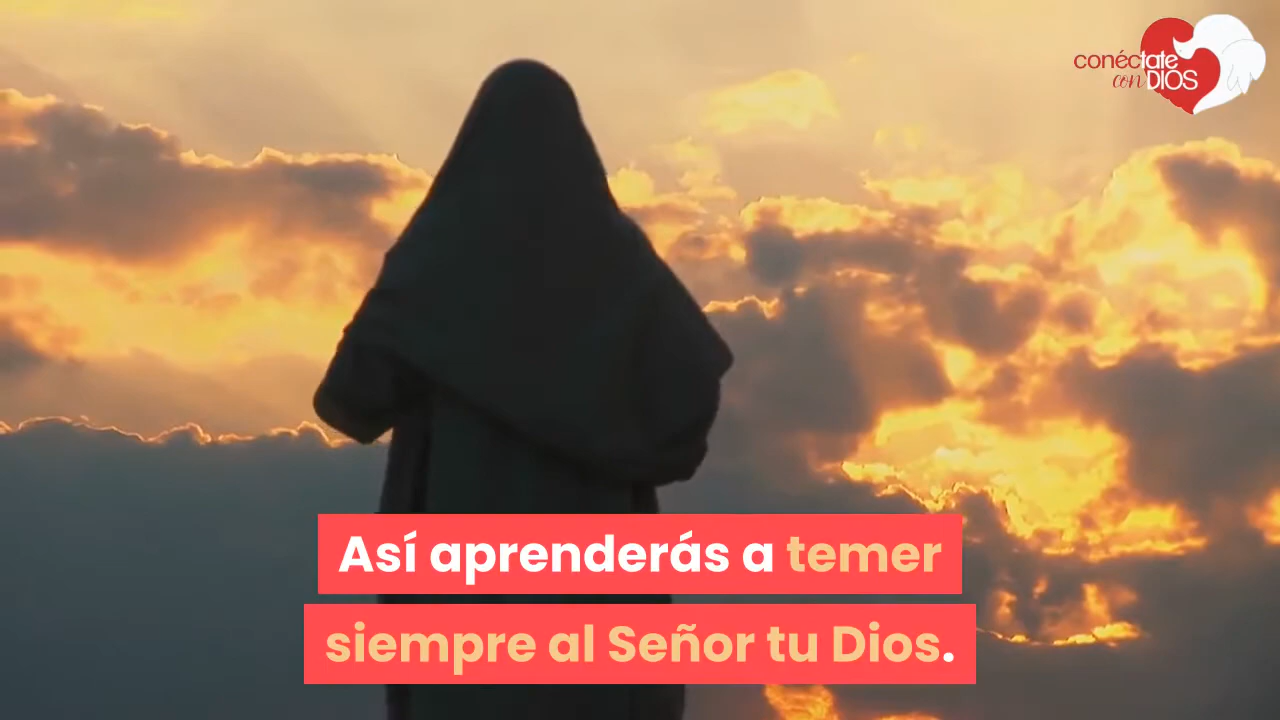 conéctate
con DIOS
Así aprenderás a temer
siempre al Señor tu Dios.